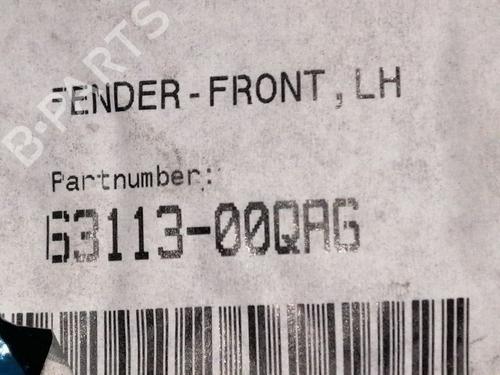 B-PARTS
FENDER-FRONT, LH
Partnumber:
63113-00QAG